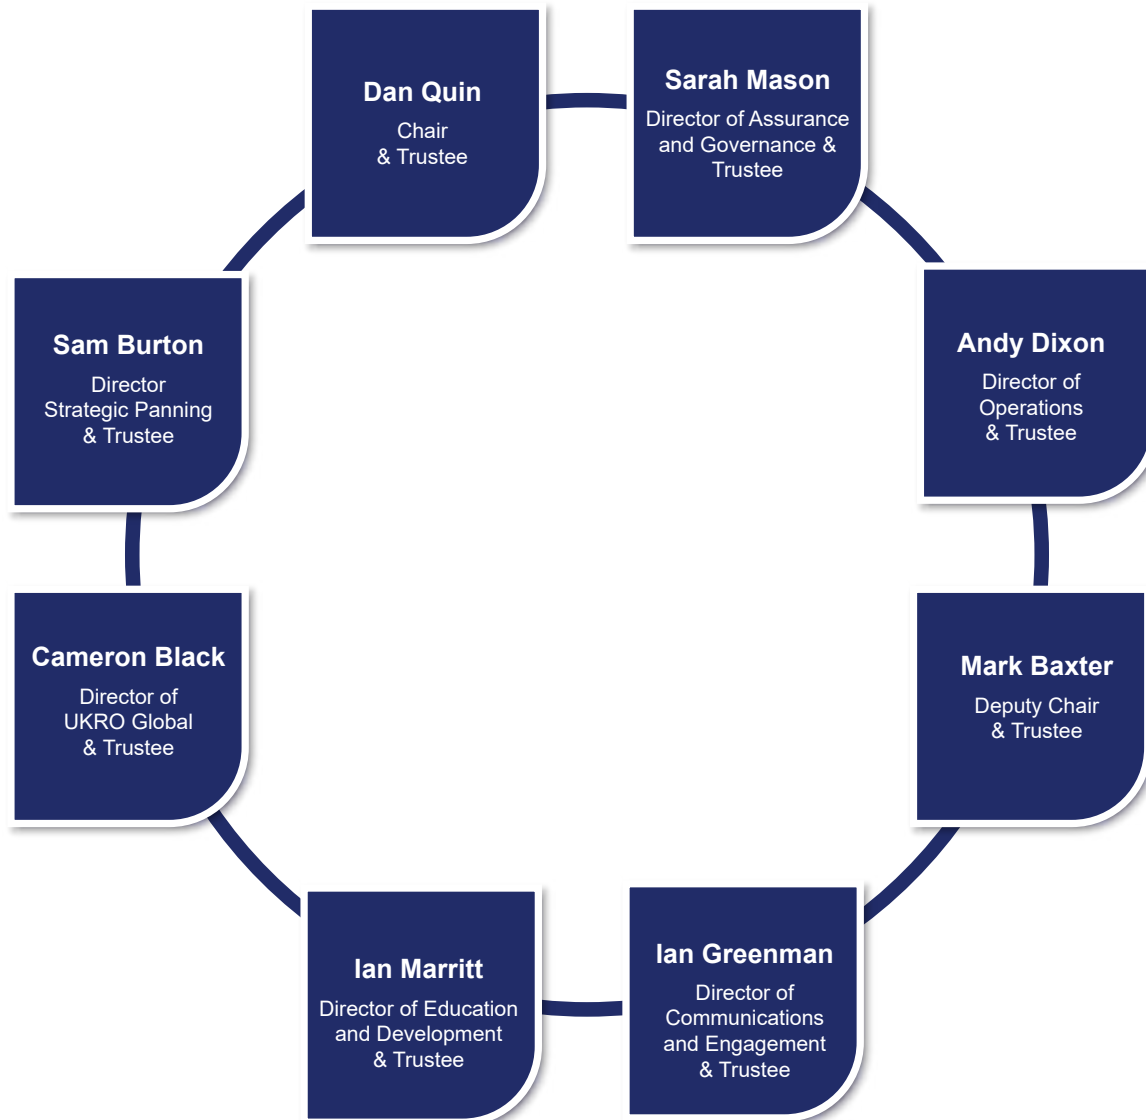 Dan Quin
Chair
& Trustee
Sarah Mason
Director of Assurance
and Governance &
Trustee
Andy Dixon
Director of
Operations
& Trustee
Mark Baxter
Deputy Chair
& Trustee
Ian Greenman
Director of
Communications
and Engagement
& Trustee
Ian Marritt
Director of Education
and Development
& Trustee
Cameron Black
Director of
UKRO Global
& Trustee
Sam Burton
Director
Strategic Panning
& Trustee